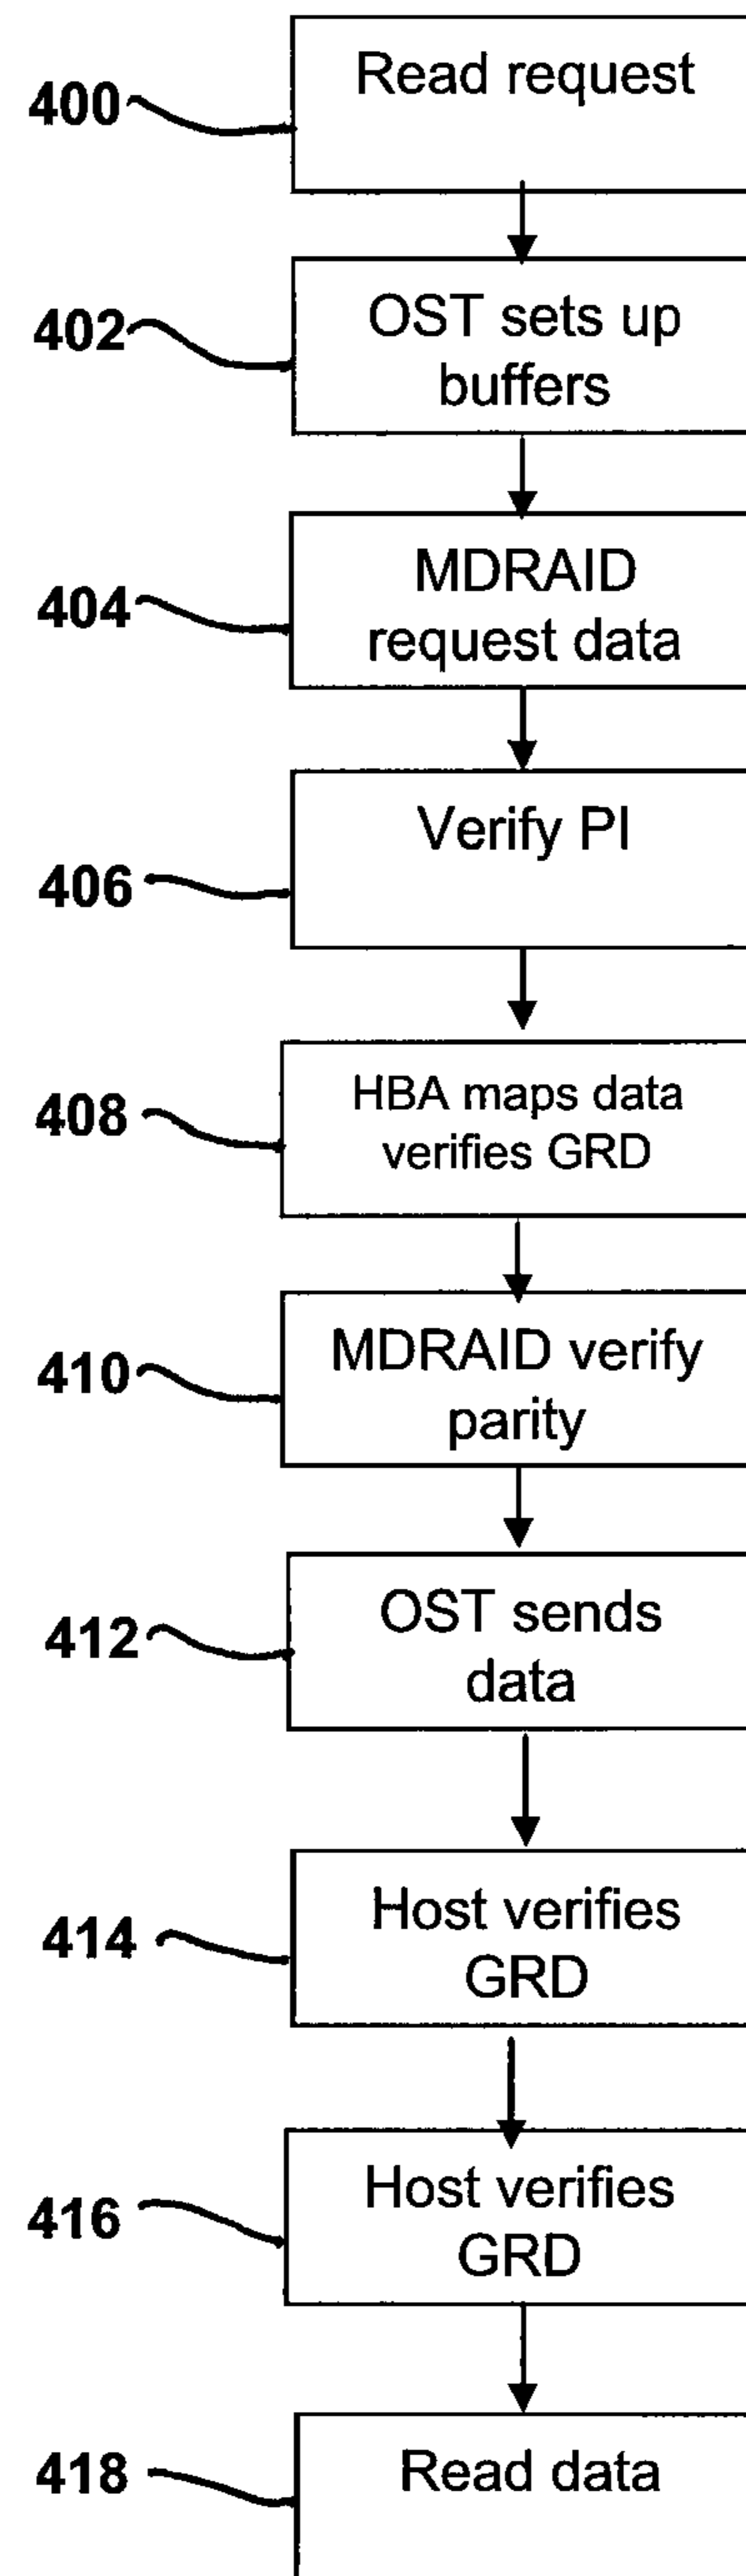 400
Read request
402
OST sets up
buffers
404
MDRAID
request data
406
Verify PI
408
HBA maps data
verifies GRD
410
MDRAID verify
parity
412
OST sends
data
414
Host verifies
GRD
416
Host verifies
GRD
418
Read data